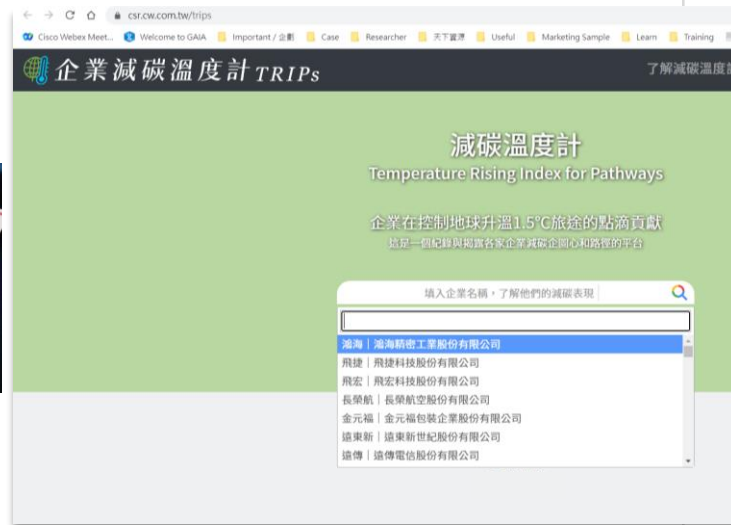 csr.cw.com.tw/trips
Cisco Webex Meet... Welcome to GAIA Important / 企劃 Case Researcher 天下資源 Useful Marketing Sample Learn Training
企業減碳溫度計 TRIPs
了解減碳溫度計
減碳溫度計
Temperature Rising Index for Pathways
企業在控制地球升溫1.5°C旅途的點滴貢獻
這是一個紀錄與揭露各家企業減碳企圖心和路徑的平台
填入企業名稱，了解他們的減碳表現
鴻海｜鴻海精密工業股份有限公司
飛捷｜飛捷科技股份有限公司
飛宏｜飛宏科技股份有限公司
長榮航｜長榮航空股份有限公司
金元福｜金元福包裝企業股份有限公司
遠東新｜遠東新世紀股份有限公司
遠傳｜遠傳電信股份有限公司